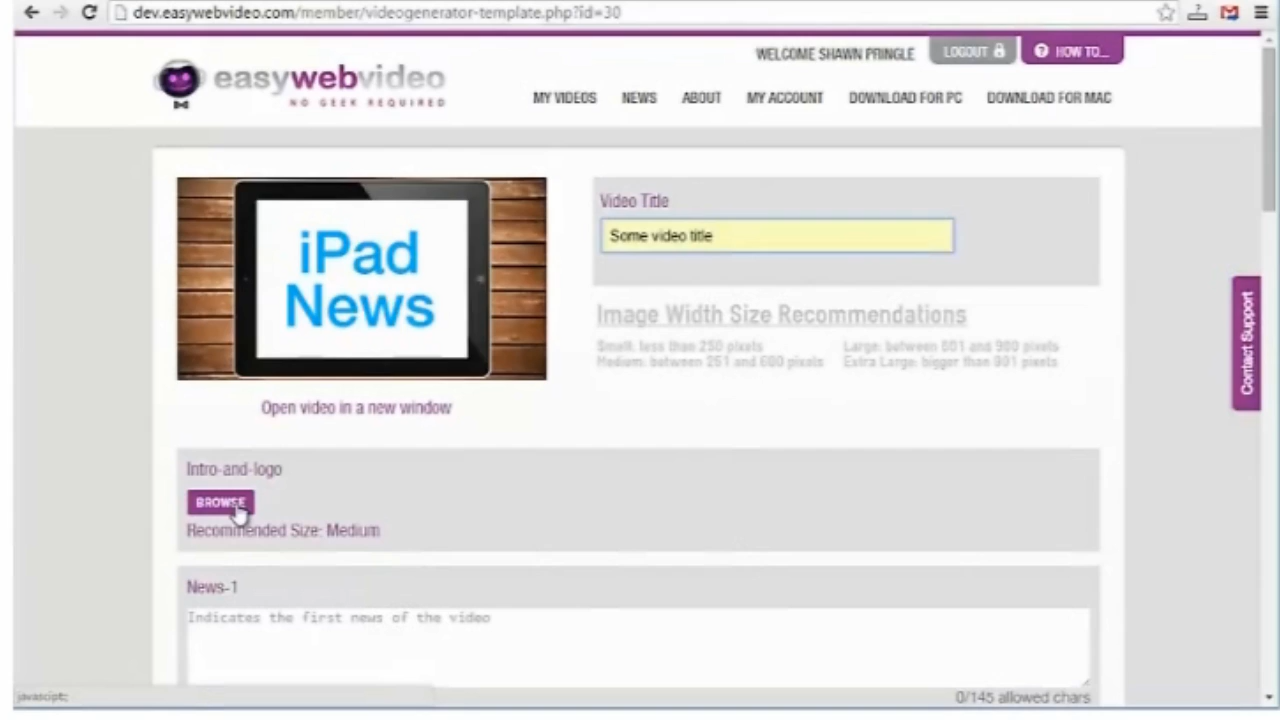 dev.easywebvideo.com/member/videogenerator-template.php?id=30
WELCOME SHAWN PRINGLE
LOGOUT
? HOW TO...
easywebvideo
NO GEEK REQUIRED
MY VIDEOS NEWS ABOUT MY ACCOUNT DOWNLOAD FOR PC DOWNLOAD FOR MAC
iPad
News
Open video in a new window
Video Title
Some video title
Image Width Size Recommendations
Small: less than 250 pixels Large: between 601 and 900 pixels
Medium: between 251 and 600 pixels Extra Large: bigger than 901 pixels
Contact Support
Intro-and-logo
BROWSE
Recommended Size: Medium
News-1
Indicates the first news of the video
0/145 allowed chars
javascript: